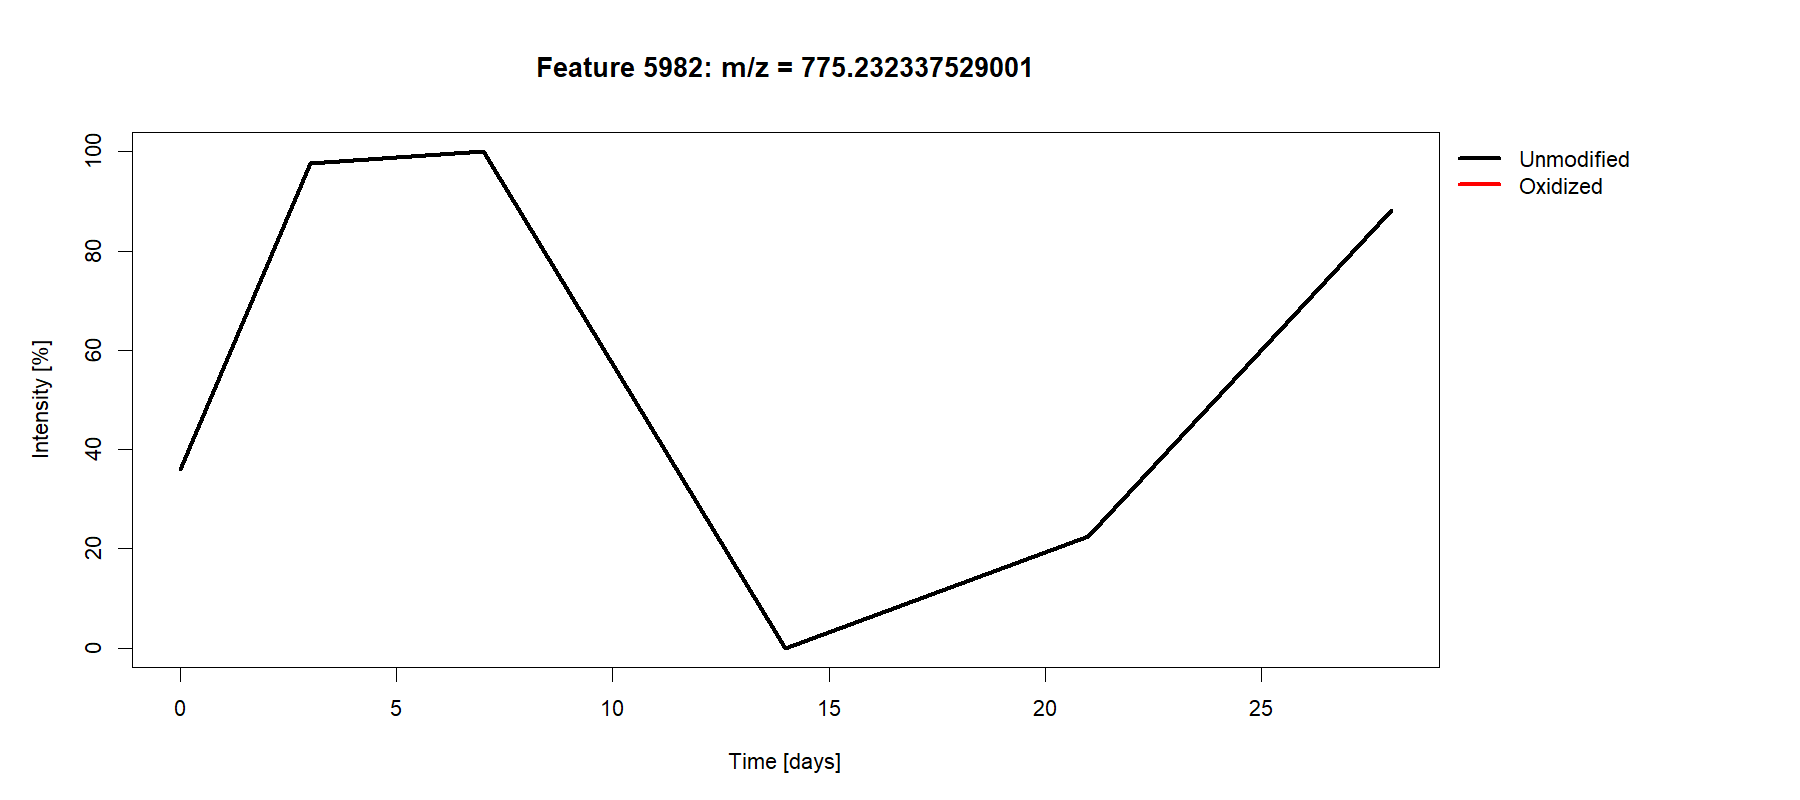 Feature 5982: m/z = 775.232337529001
Unmodified
Oxidized
Intensity [%]
100
80
60
40
20
0
0 5 10 15 20 25
Time [days]